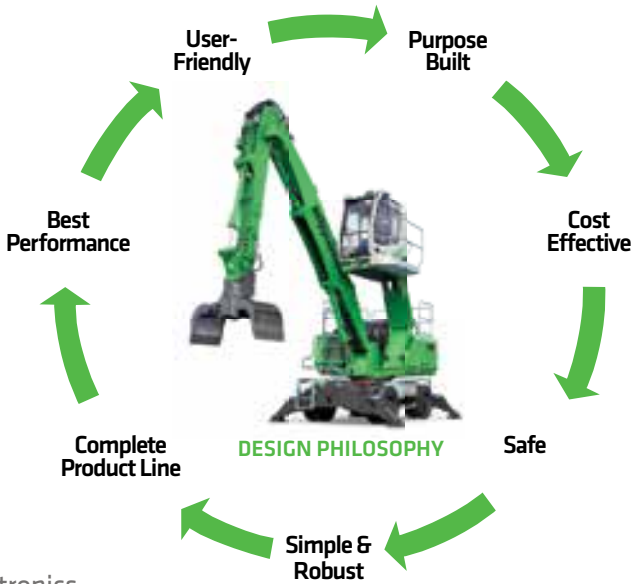 User-
Friendly
Purpose
Built
Best
Performance
Cost
Effective
Complete
Product Line
DESIGN PHILOSOPHY
Safe
Simple &
Robust